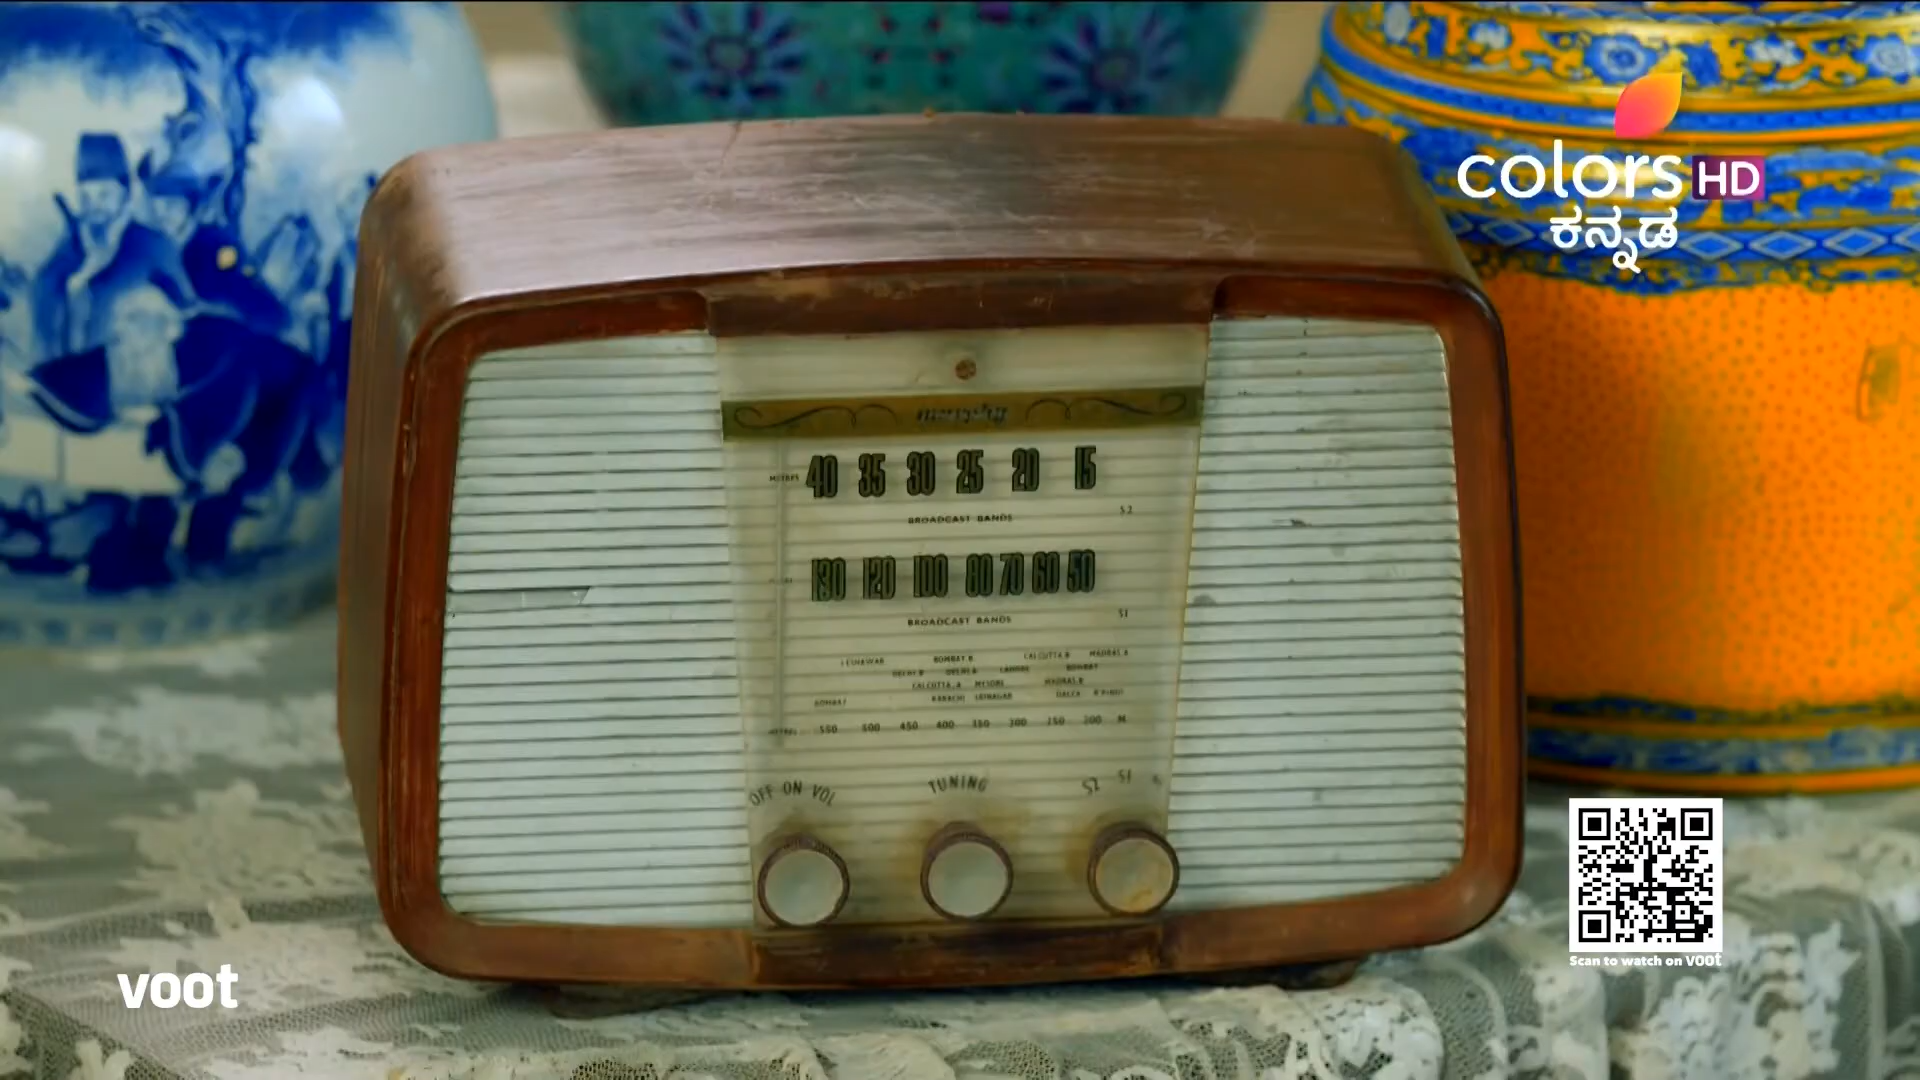 colors HD
ಕನ್ನಡ
METRES 40 35 30 25 20 15
BROADCAST BANDS S2
130 120 100 80 70 60 50
BROADCAST BANDS S1
BOMBAY B CALCUTTA B MADRAS A
DELHI B DELHI A LAHORE BOMBAY
CALCUTTA A MYSORE MADRAS B
BOMBAY KARACHI SRINAGAR DACCA R'PINDI
METRES 550 500 450 400 350 300 250 200 M
OFF ON VOL TUNING S2 S1
Scan to watch on voot
voot